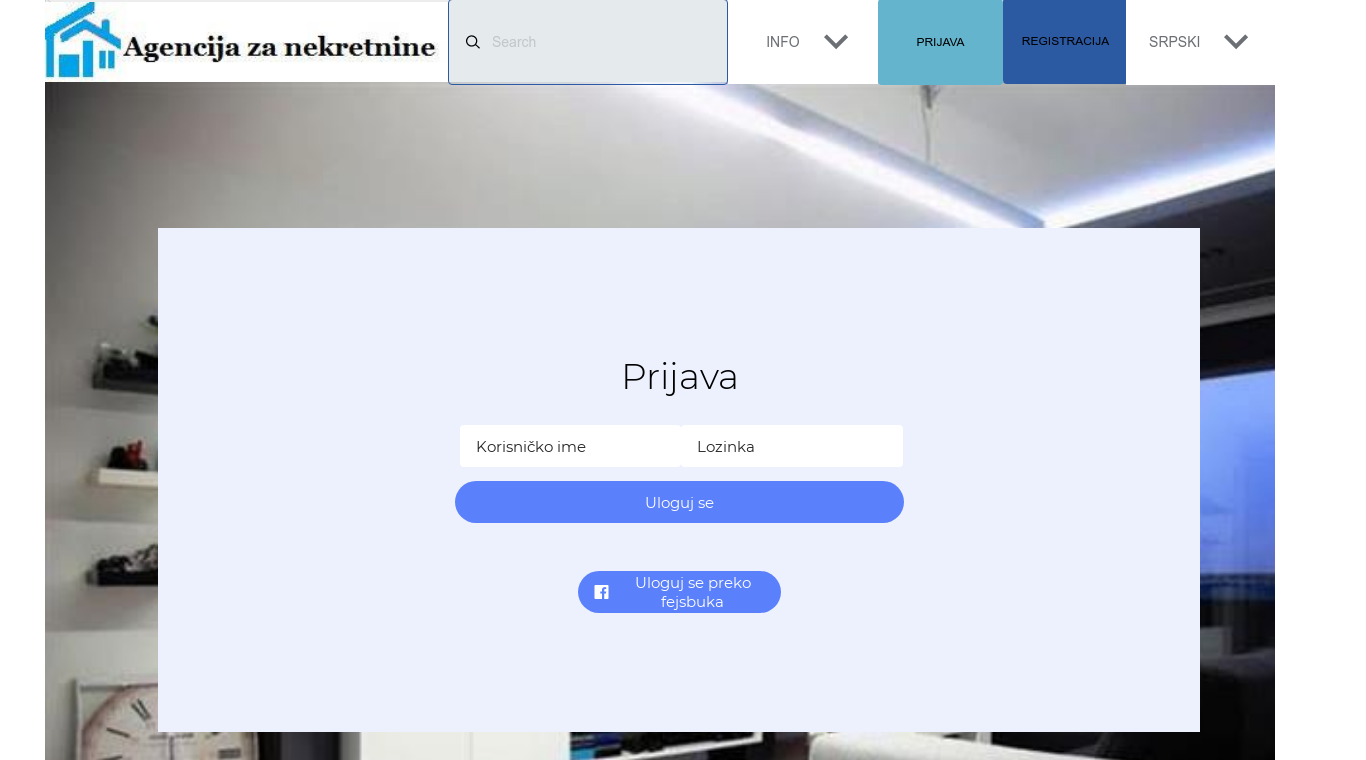 Agencija za nekretnine
Search
INFO
PRIJAVA
REGISTRACIJA
SRPSKI
Prijava
Korisničko ime
Lozinka
Uloguj se
Uloguj se preko
fejsbuka